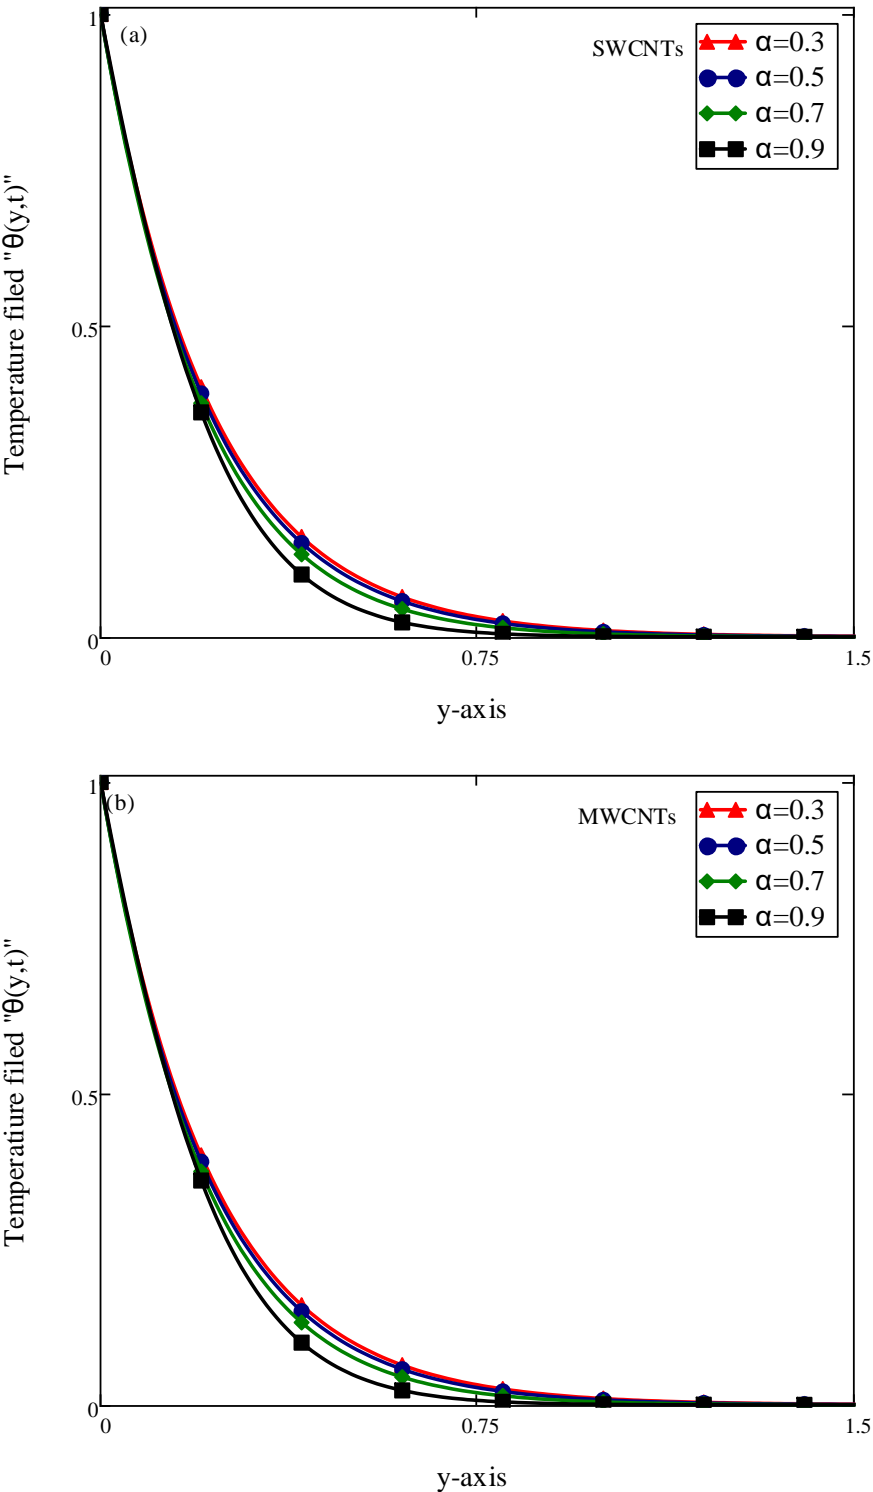 1
(a)
SWCNTs
α=0.3
α=0.5
α=0.7
α=0.9
Temperature filed "θ(y,t)"
0.5
0
0
0.75
1.5
y-axis
1
(b)
MWCNTs
α=0.3
α=0.5
α=0.7
α=0.9
Temperatiure filed "θ(y,t)"
0.5
0
0
0.75
1.5
y-axis